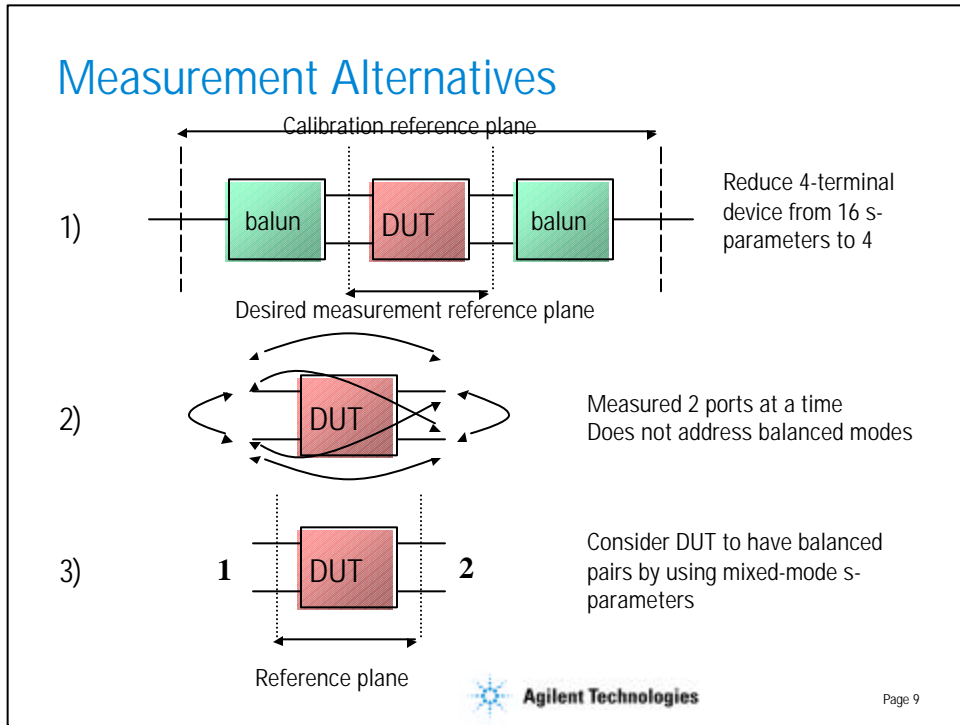 Measurement Alternatives
Calibration reference plane
1)
balun
DUT
balun
Reduce 4-terminal
device from 16 s-
parameters to 4
Desired measurement reference plane
2)
DUT
Measured 2 ports at a time
Does not address balanced modes
3)
1
DUT
2
Consider DUT to have balanced
pairs by using mixed-mode s-
parameters
Reference plane
Agilent Technologies
Page 9